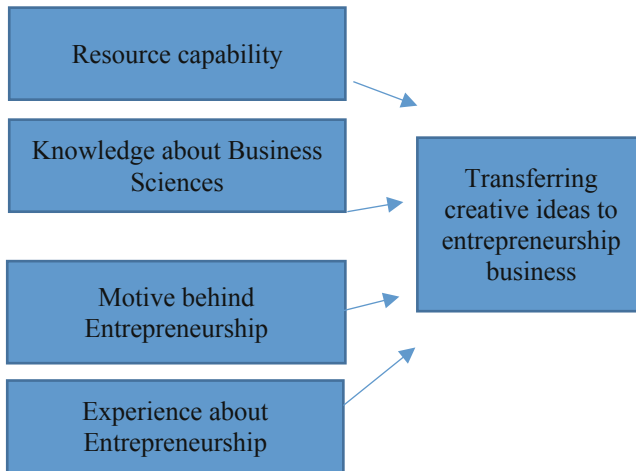 Resource capability
Knowledge about Business
Sciences
Motive behind
Entrepreneurship
Experience about
Entrepreneurship
Transferring
creative ideas to
entrepreneurship
business